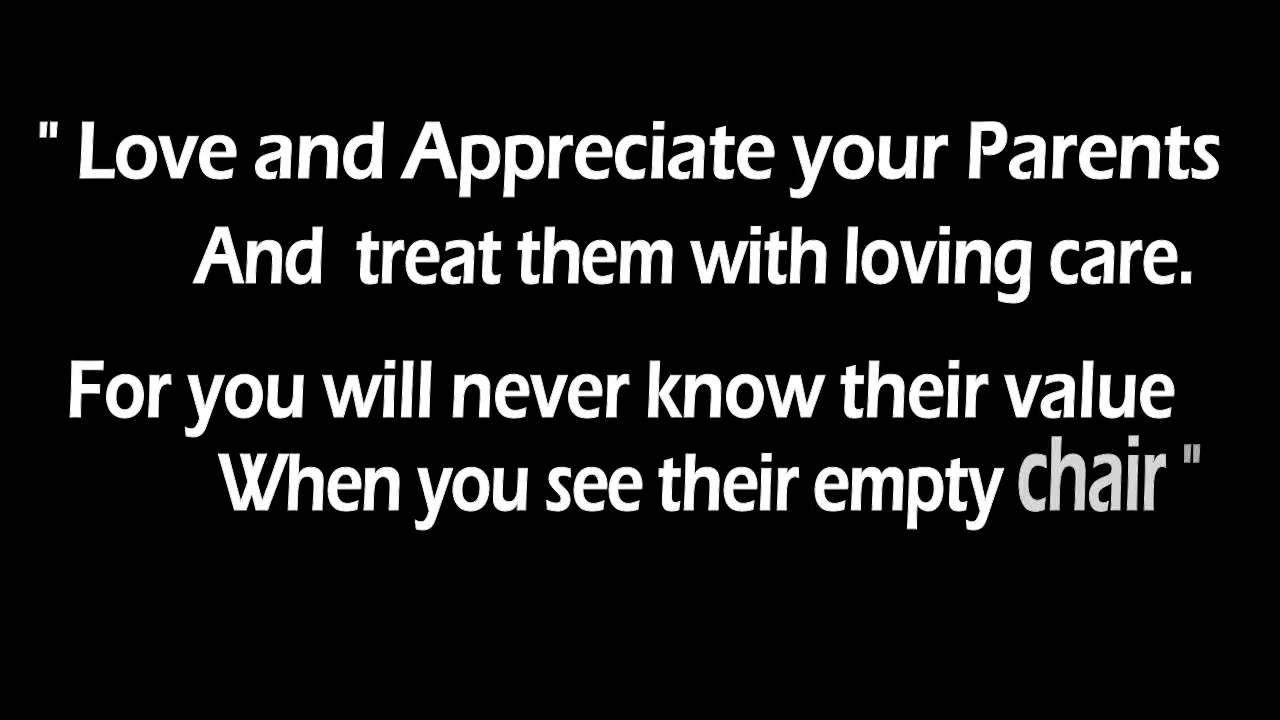 " Love and Appreciate your Parents
And treat them with loving care.
For you will never know their value
When you see their empty chair "